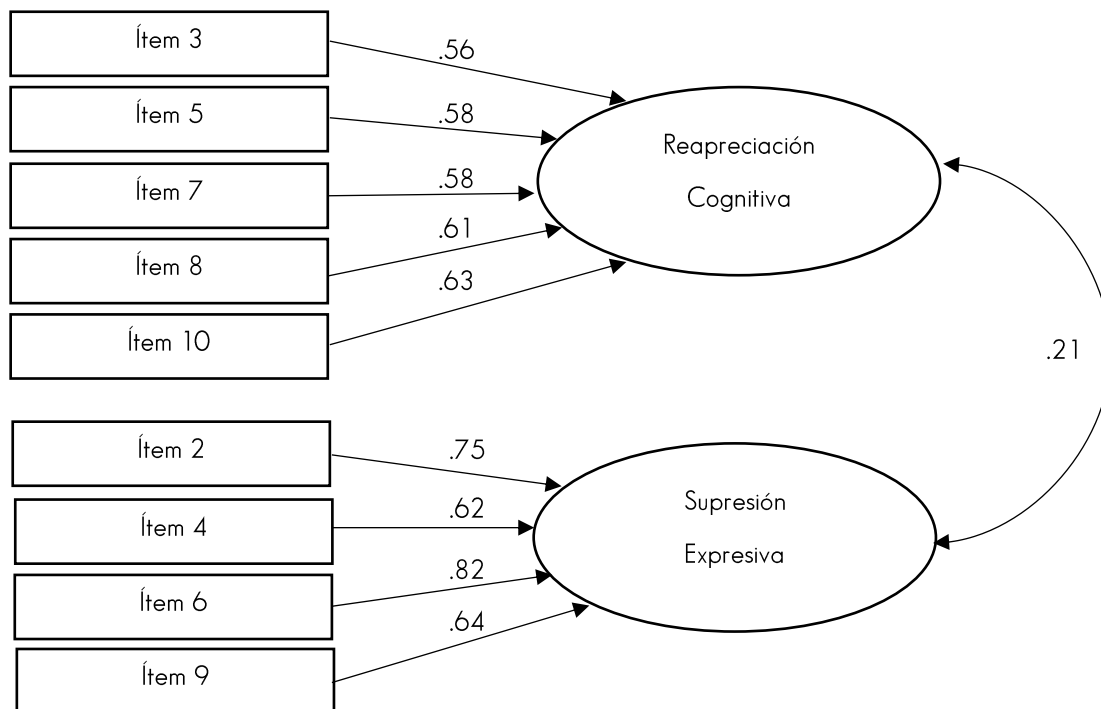 Ítem 3
.56
Ítem 5
.58
Reapreciación
Cognitiva
Ítem 7
.58
Ítem 8
.61
Ítem 10
.63
.21
Ítem 2
.75
Ítem 4
.62
Supresión
Expresiva
Ítem 6
.82
Ítem 9
.64